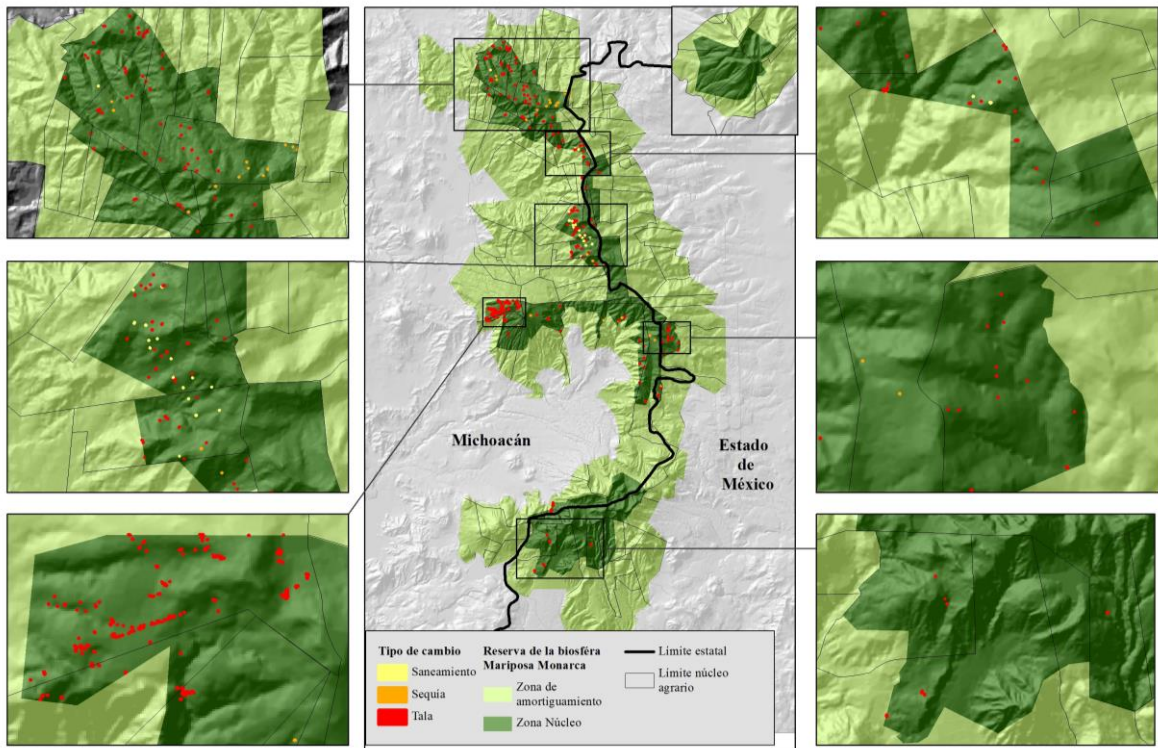 Michoacán
Estado
de
México
Tipo de cambio
Saneamiento
Sequía
Tala
Reserva de la biosféra
Mariposa Monarca
Zona de
amortiguamiento
Zona Núcleo
Límite estatal
Límite núcleo
agrario